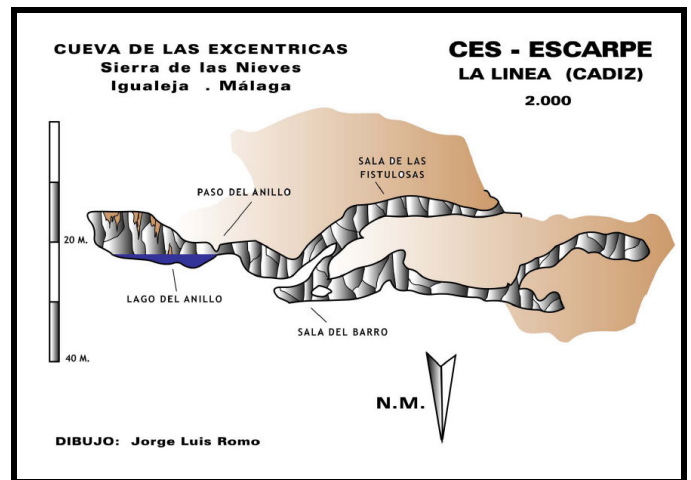 CUEVA DE LAS EXCENTRICAS
Sierra de las Nieves
Igualeja . Málaga
CES - ESCARPE
LA LINEA (CADIZ)
2.000
SALA DE LAS
FISTULOSAS
PASO DEL ANILLO
20 M.
LAGO DEL ANILLO
SALA DEL BARRO
40 M.
N.M.
DIBUJO: Jorge Luis Romo